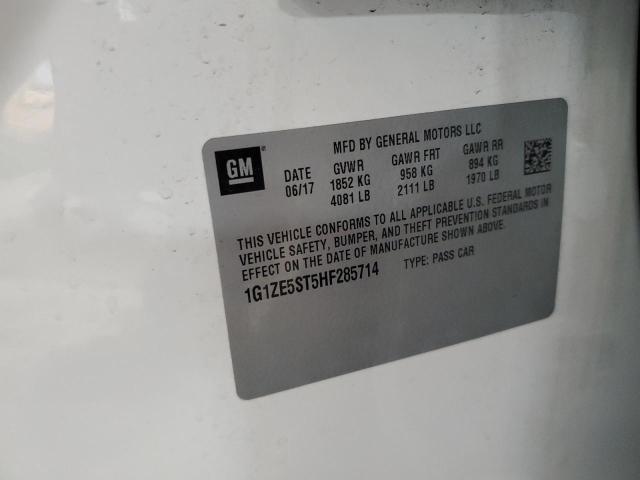 MFD BY GENERAL MOTORS LLC
GM
DATE GVWR GAWR FRT GAWR RR
06/17 1852 KG 958 KG 894 KG
4081 LB 2111 LB 1970 LB
THIS VEHICLE CONFORMS TO ALL APPLICABLE U.S. FEDERAL MOTOR
VEHICLE SAFETY, BUMPER, AND THEFT PREVENTION STANDARDS IN
EFFECT ON THE DATE OF MANUFACTURE SHOWN ABOVE.
1G1ZE5ST5HF285714 TYPE: PASS CAR